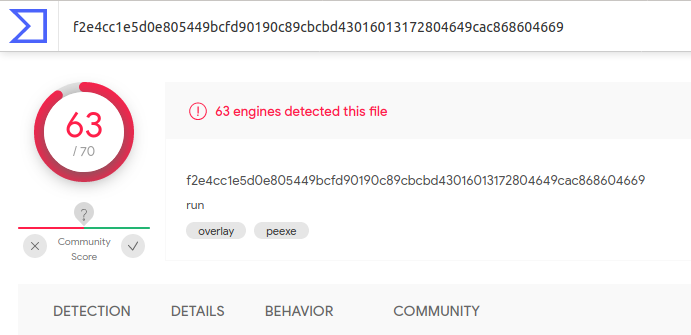 f2e4cc1e5d0e805449bcfd90190c89cbcbd43016013172804649cac868604669
63
/ 70
63 engines detected this file
f2e4cc1e5d0e805449bcfd90190c89cbcbd43016013172804649cac868604669
run
overlay peexe
?
Community
Score
DETECTION DETAILS BEHAVIOR COMMUNITY